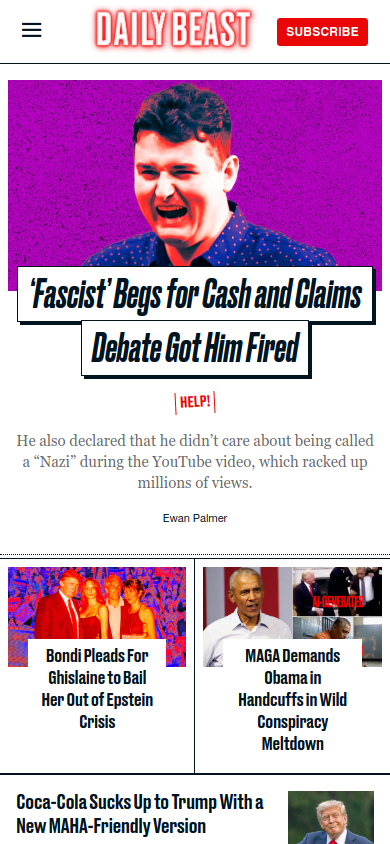 DAILY BEAST
SUBSCRIBE
‘Fascist’ Begs for Cash and Claims
Debate Got Him Fired
HELP!
He also declared that he didn’t care about being called
a “Nazi” during the YouTube video, which racked up
millions of views.
Ewan Palmer
AI-GENERATED
Bondi Pleads For
Ghislaine to Bail
Her Out of Epstein
Crisis
MAGA Demands
Obama in
Handcuffs in Wild
Conspiracy
Meltdown
Coca-Cola Sucks Up to Trump With a
New MAHA-Friendly Version